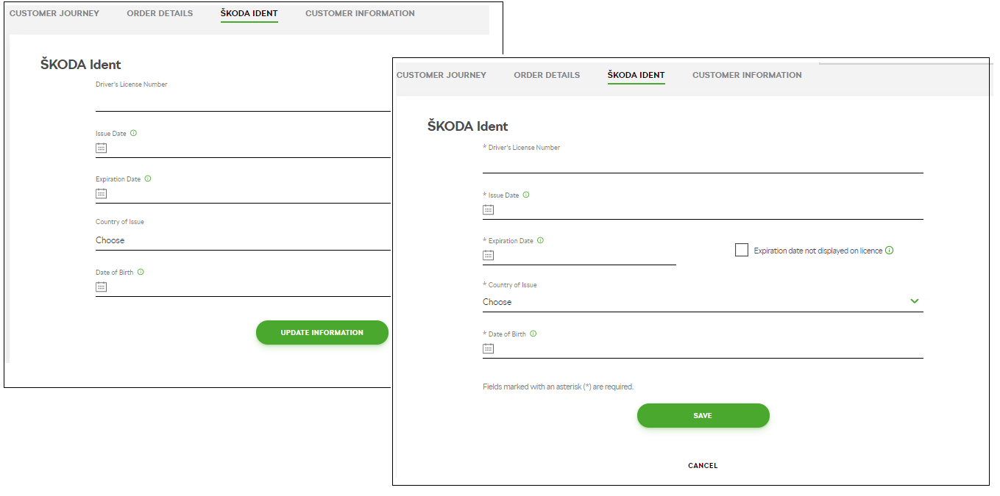 CUSTOMER JOURNEY ORDER DETAILS ŠKODA IDENT CUSTOMER INFORMATION
ŠKODA Ident
Driver's License Number
Issue Date
Expiration Date
Country of Issue
Choose
Date of Birth
UPDATE INFORMATION
CUSTOMER JOURNEY ORDER DETAILS ŠKODA IDENT CUSTOMER INFORMATION
ŠKODA Ident
* Driver's License Number
* Issue Date
* Expiration Date
Expiration date not displayed on licence
* Country of Issue
Choose
* Date of Birth
Fields marked with an asterisk (*) are required.
SAVE
CANCEL